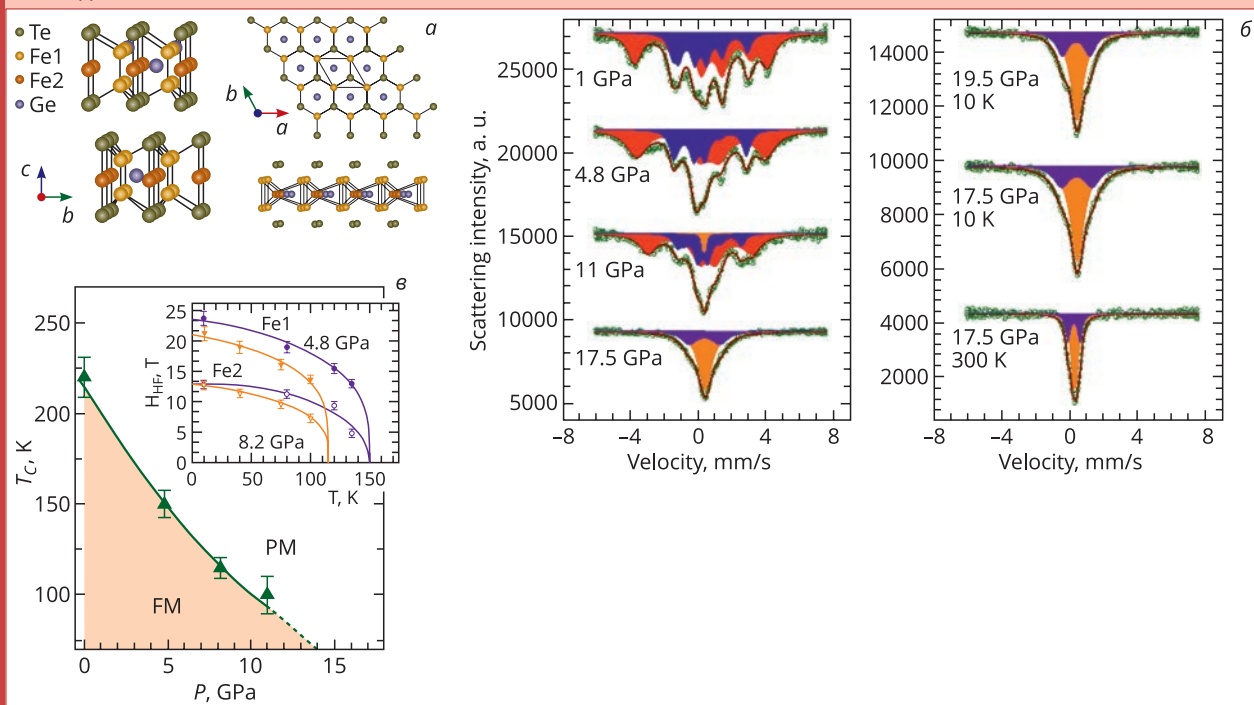 Te
Fe1
Fe2
Ge
а
b
a
c
b
б
25000
20000
15000
10000
5000
1 GPa
4.8 GPa
11 GPa
17.5 GPa
Scattering intensity, a. u.
−8 −4 0 4 8
Velocity, mm/s
14000
12000
10000
8000
6000
4000
2000
19.5 GPa
10 K
17.5 GPa
10 K
17.5 GPa
300 K
−8 −4 0 4 8
Velocity, mm/s
в
250
200
150
100
T_C, K
FM
PM
0 5 10 15
P, GPa
25
20
15
10
5
0
H_HF, T
Fe1
4.8 GPa
Fe2
8.2 GPa
0 50 100 150
T, K